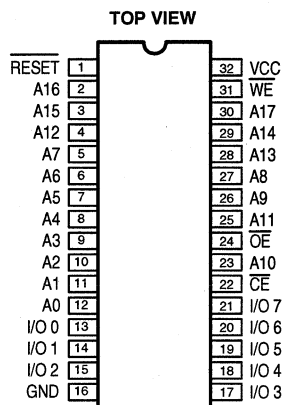 TOP VIEW
RESET 1 32 VCC
A16 2 31 WE
A15 3 30 A17
A12 4 29 A14
A7 5 28 A13
A6 6 27 A8
A5 7 26 A9
A4 8 25 A11
A3 9 24 OE
A2 10 23 A10
A1 11 22 CE
A0 12 21 I/O 7
I/O 0 13 20 I/O 6
I/O 1 14 19 I/O 5
I/O 2 15 18 I/O 4
GND 16 17 I/O 3